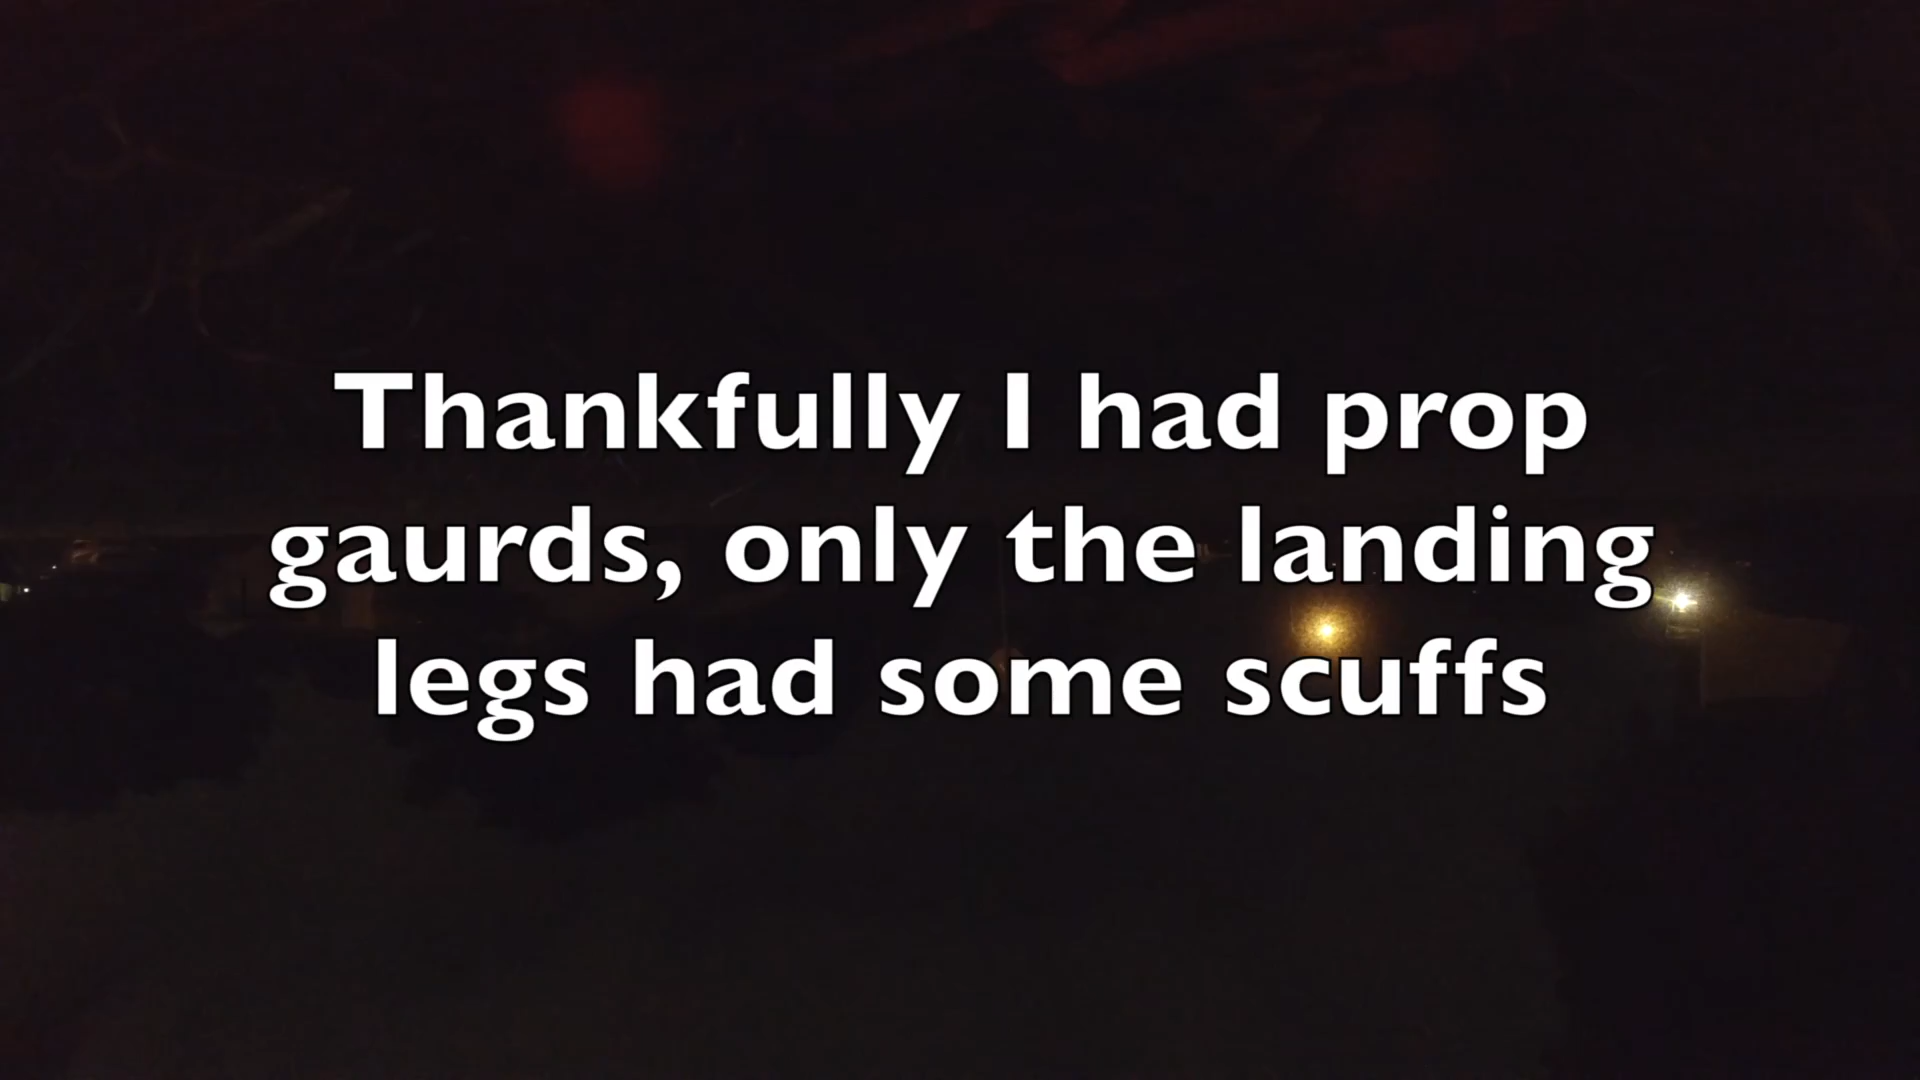 Thankfully I had prop
gaurds, only the landing
legs had some scuffs